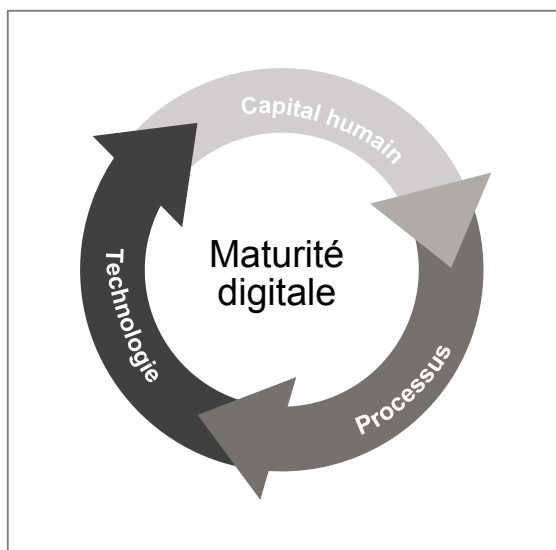 Capital humain
Maturité
digitale
Technologie
Processus